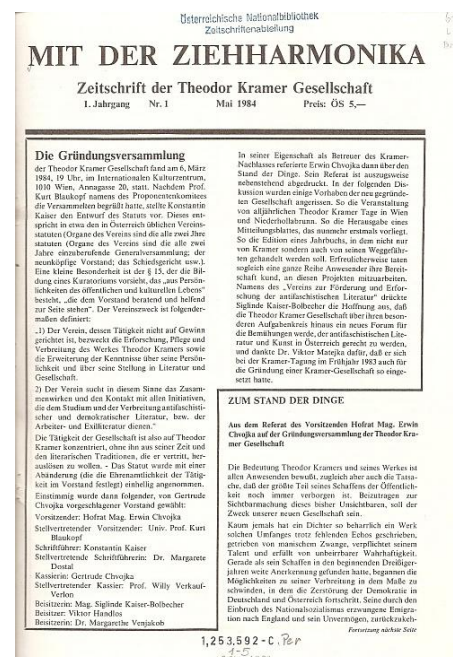 Österreichische Nationalbibliothek
Zeitschriftenabteilung
MIT DER ZIEHHARMONIKA
Zeitschrift der Theodor Kramer Gesellschaft
1. Jahrgang Nr. 1 Mai 1984 Preis: ÖS 5,—
Die Gründungsversammlung
der Theodor Kramer Gesellschaft fand am 6. März
1984, 19 Uhr, im Internationalen Kulturzentrum,
1010 Wien, Annagasse 20, statt. Nachdem Prof.
Kurt Blaukopf namens des Proponentenkomitees
die Versammelten begrüßt hatte, stellte Konstantin
Kaiser den Entwurf des Statuts vor. Dieses ent-
spricht in etwa den in Österreich üblichen Vereins-
statuten (Organe des Vereins sind die alle zwei Jahre
statuten (Organe des Vereins sind die alle zwei
Jahre einzuberufende Generalversammlung; der
neunköpfige Vorstand; das Schiedsgericht usw.).
Eine kleine Besonderheit ist der § 15, der die Bil-
dung eines Kuratoriums vorsieht, das „aus Persön-
lichkeiten des öffentlichen und kulturellen Lebens"
besteht, „die dem Vorstand beratend und helfend
zur Seite stehen". Der Vereinszweck ist folgender-
maßen definiert:
„1) Der Verein, dessen Tätigkeit nicht auf Gewinn
gerichtet ist, bezweckt die Erforschung, Pflege und
Verbreitung des Werkes Theodor Kramers sowie
die Erweiterung der Kenntnisse über seine Persön-
lichkeit und über seine Stellung in Literatur und
Gesellschaft.
2) Der Verein sucht in diesem Sinne das Zusam-
menwirken und den Kontakt mit allen Initiativen,
die dem Studium und der Verbreitung antifaschisti-
scher und demokratischer Literatur, bzw. der
Arbeiter- und Exilliteratur dienen."
Die Tätigkeit der Gesellschaft ist also auf Theodor
Kramer konzentriert, ohne ihn aus seiner Zeit und
den literarischen Traditionen, die er vertritt, her-
auslösen zu wollen. - Das Statut wurde mit einer
Abänderung (die die Ehrenamtlichkeit der Tätig-
keit im Vorstand festlegt) einhellig angenommen.
Einstimmig wurde dann folgender, von Gertrude
Chvojka vorgeschlagener Vorstand gewählt:
Vorsitzender: Hofrat Mag. Erwin Chvojka
Stellvertretender Vorsitzender: Univ. Prof. Kurt
Blaukopf
Schriftführer: Konstantin Kaiser
Stellvertretende Schriftführerin: Dr. Margarete
Dostal
Kassierin: Gertrude Chvojka
Stellvertretender Kassier: Prof. Willy Verkauf-
Verlon
Beisitzerin: Mag. Siglinde Kaiser-Bolbecher
Beisitzer: Viktor Handlos
Beisitzerin: Dr. Margarethe Venjakob
In seiner Eigenschaft als Betreuer des Kramer-
Nachlasses referierte Erwin Chvojka dann über den
Stand der Dinge. Sein Referat ist auszugsweise
nebenstehend abgedruckt. In der folgenden Dis-
kussion wurden einige Vorhaben der neu gegründe-
ten Gesellschaft angerissen. So die Veranstaltung
von alljährlichen Theodor Kramer Tage in Wien
und Niederhollabrunn. So die Herausgabe eines
Mitteilungsblattes, das nunmehr erstmals vorliegt.
So die Edition eines Jahrbuchs, in dem nicht nur
von Kramer sondern auch von seinen Weggefähr-
ten gehandelt werden soll. Erfreulicherweise taten
sogleich eine ganze Reihe Anwesender ihre Bereit-
schaft kund, an diesen Projekten mitzuarbeiten.
Namens des „Vereins zur Förderung und Erfor-
schung der antifaschistischen Literatur" drückte
Siglinde Kaiser-Bolbecher die Hoffnung aus, daß
die Theodor Kramer Gesellschaft über ihren beson-
deren Aufgabenkreis hinaus ein neues Forum für
die Bemühungen werde, der antifaschistischen Lite-
ratur und Kunst in Österreich gerecht zu werden,
und dankte Dr. Viktor Matejka dafür, daß er sich
bei der Kramer-Tagung im Frühjahr 1983 auch für
die Gründung einer Kramer-Gesellschaft so einge-
setzt hatte.
ZUM STAND DER DINGE
Aus dem Referat des Vorsitzenden Hofrat Mag. Erwin
Chvojka auf der Gründungsversammlung der Theodor Kra-
mer Gesellschaft
Die Bedeutung Theodor Kramers und seines Werkes ist
allen Anwesenden bewußt, zugleich aber auch die Tatsa-
che, daß der größte Teil seines Schaffens der Öffentlich-
keit noch immer verborgen ist. Beizutragen zur
Sichtbarmachung dieses bisher Unsichtbaren, soll der
Zweck unserer neuen Gesellschaft sein.
Kaum jemals hat ein Dichter so beharrlich ein Werk
solchen Umfangs trotz fehlenden Echos geschrieben,
getrieben von manischem Zwange, verpflichtet seinem
Talent und erfüllt von unbeirrbarer Wahrhaftigkeit.
Gerade als sein Schaffen in den beginnenden Dreißiger-
jahren weite Anerkennung gefunden hatte, begannen die
Möglichkeiten zu seiner Verbreitung in dem Maße zu
schwinden, in dem die Zerstörung der Demokratie in
Deutschland und Österreich fortschritt. Seine durch den
Einbruch des Nationalsozialismus erzwungene Emigra-
tion nach England und sein Unvermögen, zurückzukeh-
Fortsetzung nächste Seite
1,253,592-C. Per
1-5